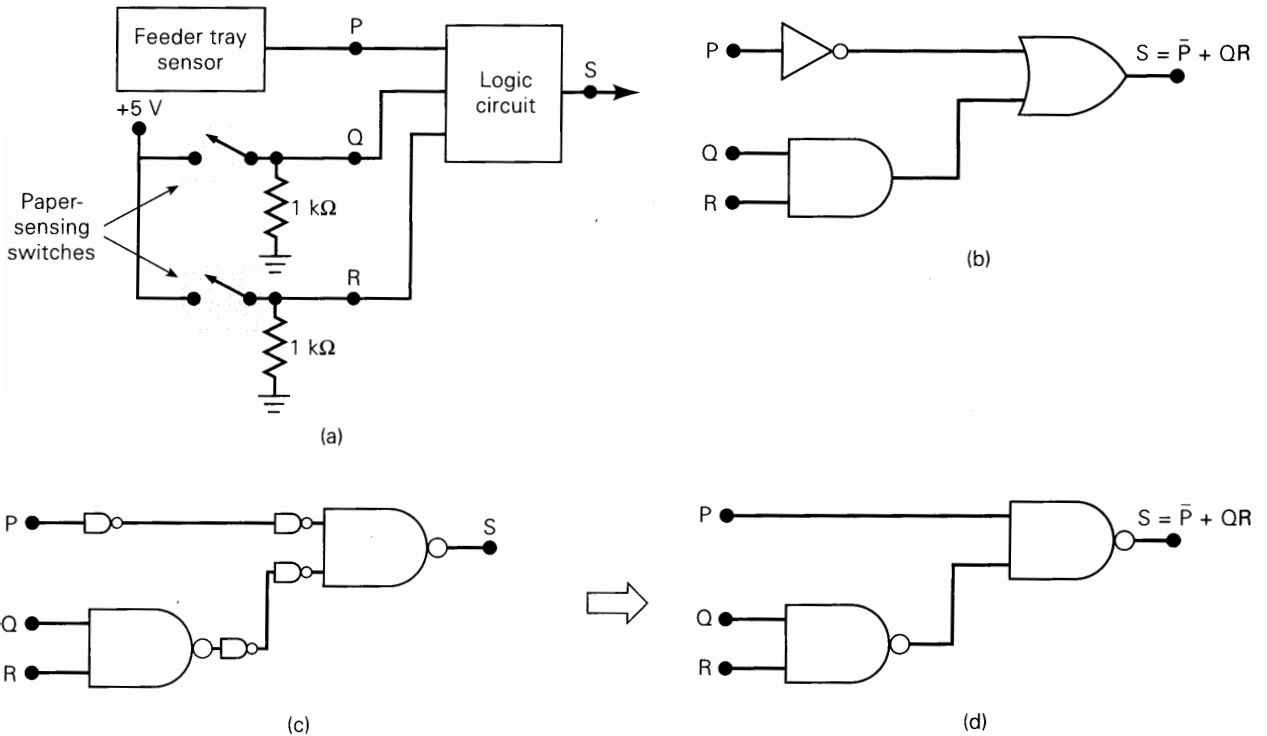 Feeder tray
sensor
P
Logic
circuit
S
+5 V
Q
1 kΩ
Paper-
sensing
switches
R
1 kΩ
(a)
P
S = P̄ + QR
Q
R
(b)
P
S
Q
R
(c)
P
S = P̄ + QR
Q
R
(d)